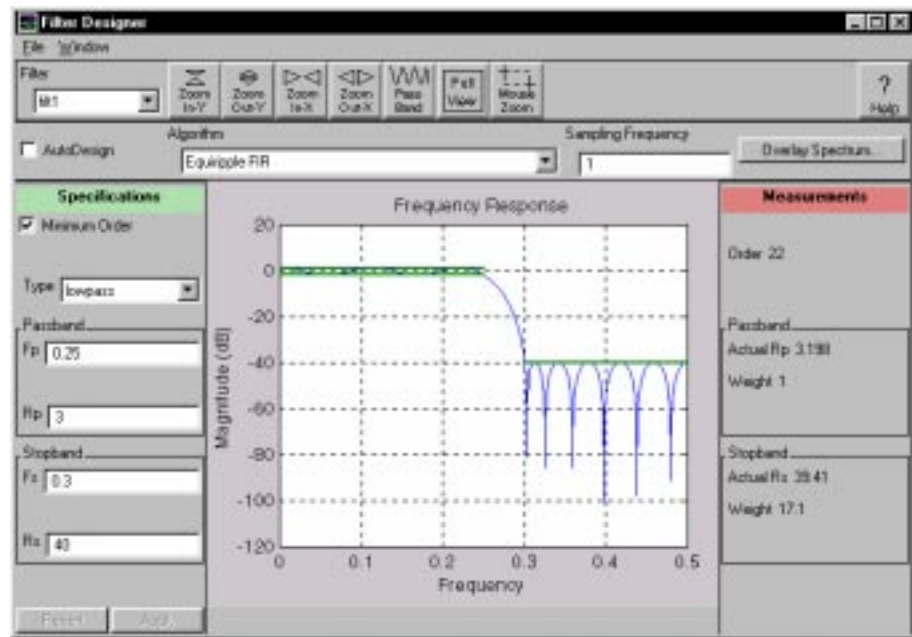 Filter Designer
File Window
Filter
filt1
Zoom In-Y
Zoom Out-Y
Zoom In-X
Zoom Out-X
Pass Band
Full View
Mouse Zoom
?
Help
AutoDesign
Algorithm
Equiripple FIR
Sampling Frequency
1
Overlay Spectrum...
Specifications
Minimum Order
Type lowpass
Passband
Fp 0.25
Rp 3
Stopband
Fs 0.3
Rs 40
Revert
Apply
Frequency Response
Magnitude (dB)
20
0
-20
-40
-60
-80
-100
-120
0 0.1 0.2 0.3 0.4 0.5
Frequency
Measurements
Order 22
Passband
Actual Rp 3.198
Weight 1
Stopband
Actual Rs 39.41
Weight 17.1